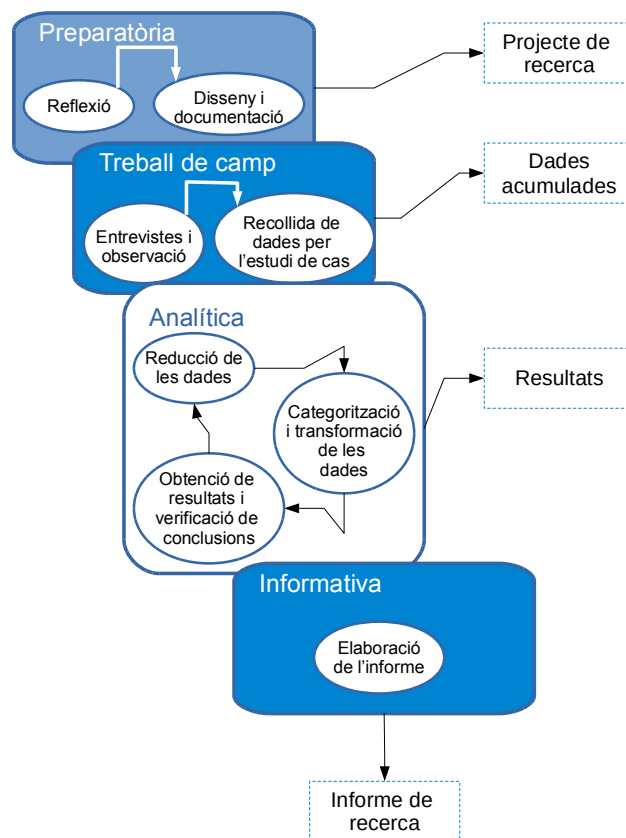 Preparatòria
Reflexió
Disseny i
documentació
Projecte de
recerca
Treball de camp
Entrevistes i
observació
Recollida de
dades per
l’estudi de cas
Dades
acumulades
Analítica
Reducció de
les dades
Categorització
i transformació
de les
dades
Obtenció de
resultats i
verificació de
conclusions
Resultats
Informativa
Elaboració
de l’informe
Informe de
recerca